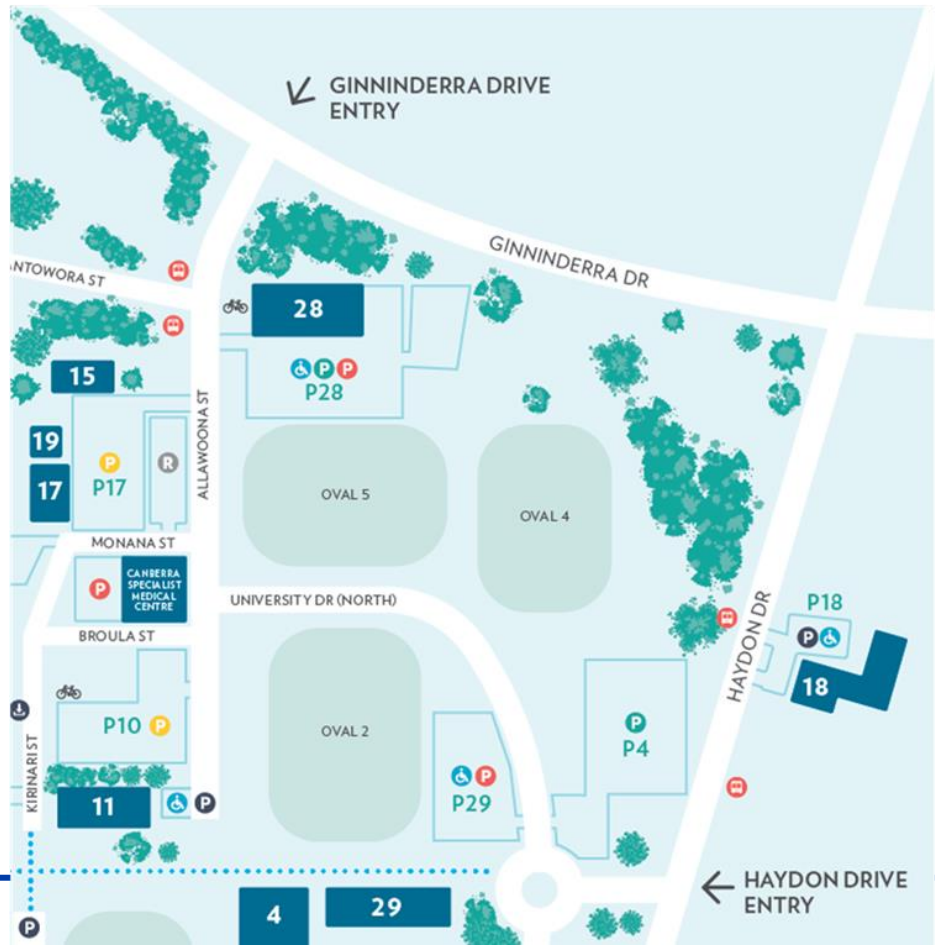 GINNINDERRA DRIVE
ENTRY
GINNINDERRA DR
NTOWORA ST
28
P P
P28
15
ALLAWOONA ST
19
17
P
P17
R
OVAL 5
OVAL 4
MONANA ST
P
CANBERRA
SPECIALIST
MEDICAL
CENTRE
UNIVERSITY DR (NORTH)
BROULA ST
HAYDON DR
P18
P
18
P10 P
OVAL 2
P
P4
P
P29
KIRINARI ST
11
P
HAYDON DRIVE
ENTRY
4
29
P